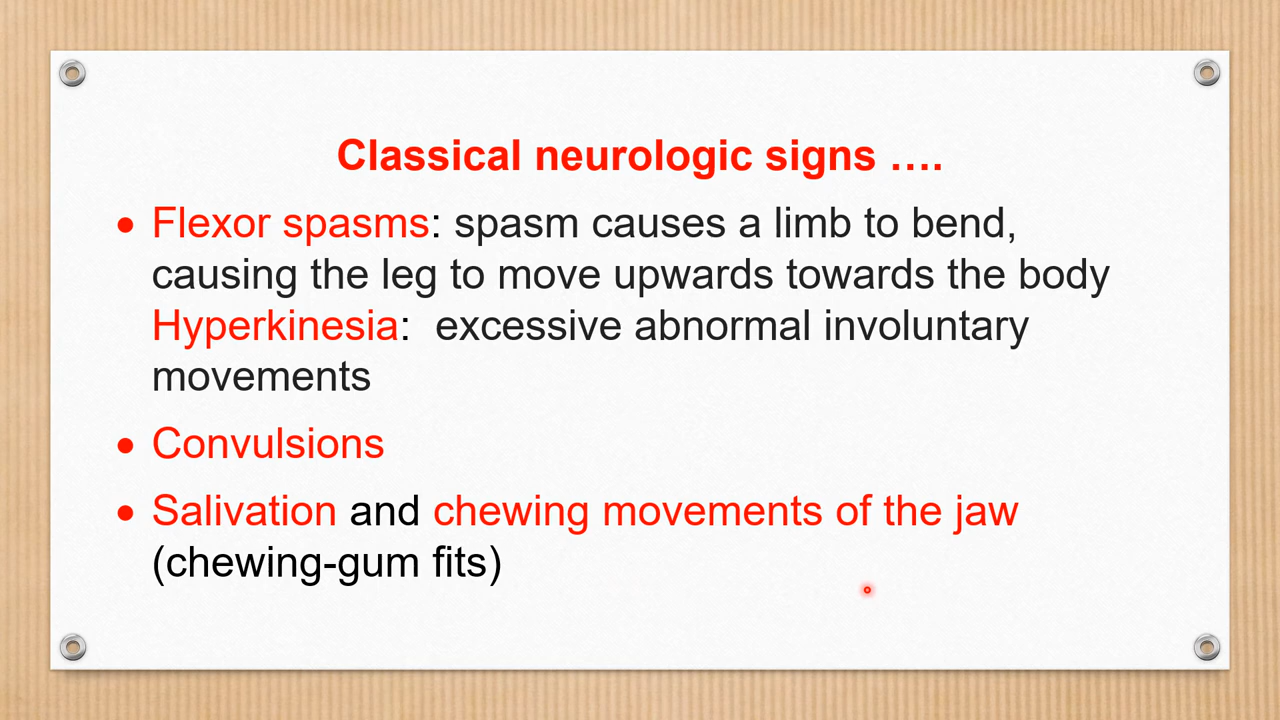 Classical neurologic signs ….
• Flexor spasms: spasm causes a limb to bend,
causing the leg to move upwards towards the body
Hyperkinesia:  excessive abnormal involuntary
movements
• Convulsions
• Salivation and chewing movements of the jaw
(chewing-gum fits)